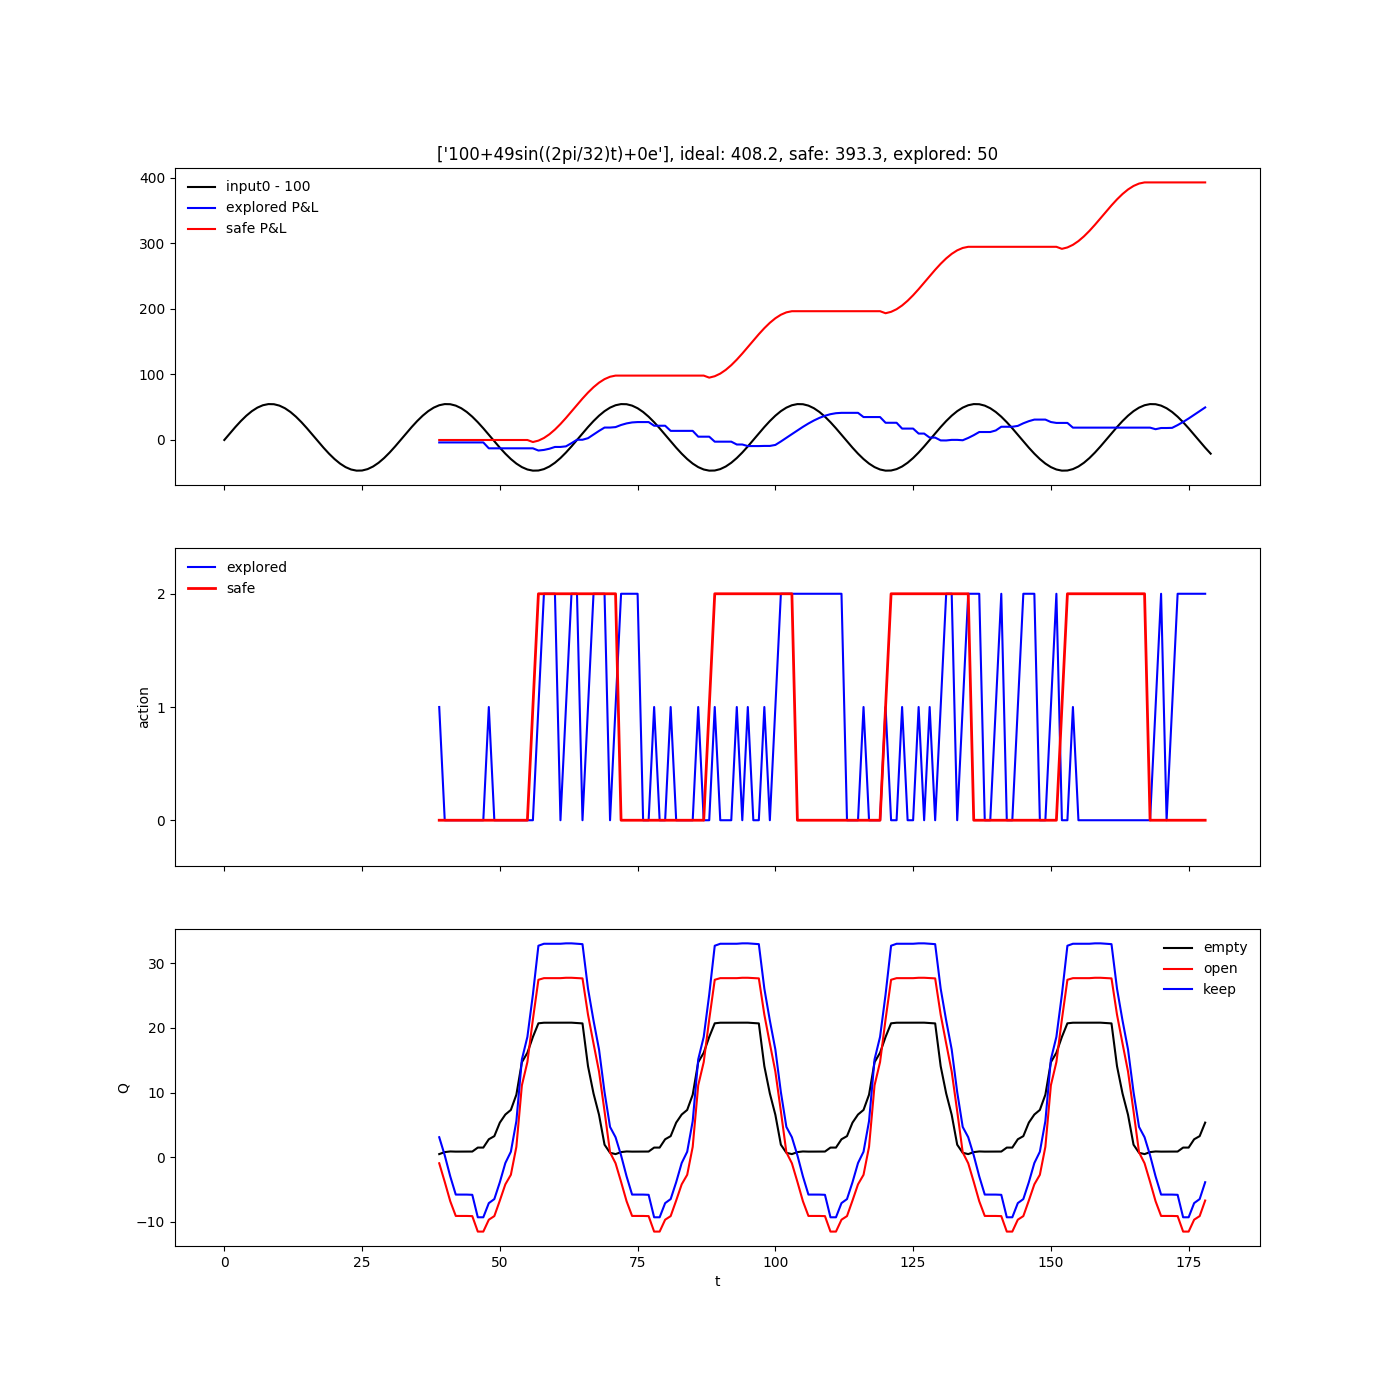 ['100+49sin((2pi/32)t)+0e'], ideal: 408.2, safe: 393.3, explored: 50
400
300
200
100
0
input0 - 100
explored P&L
safe P&L
2
1
0
action
explored
safe
30
20
10
0
−10
Q
empty
open
keep
0 25 50 75 100 125 150 175
t